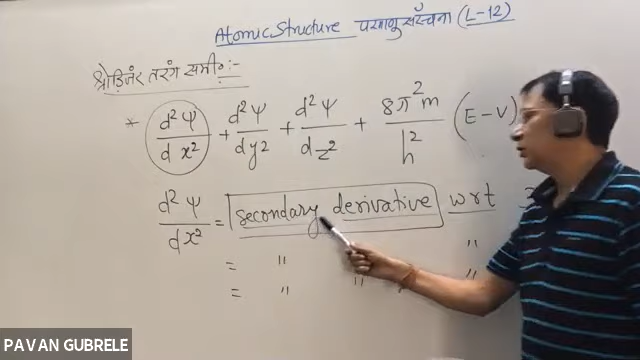 Atomic Structure परमाणु संरचना (L-12)
श्रोडिंजर तरंग समी०:-
* d²Ψ/dx² + d²Ψ/dy² + d²Ψ/dz² + 8π²m/h² (E-V)
d²Ψ/dx² = secondary derivative wrt
= " "
= " " "
PAVAN GUBRELE